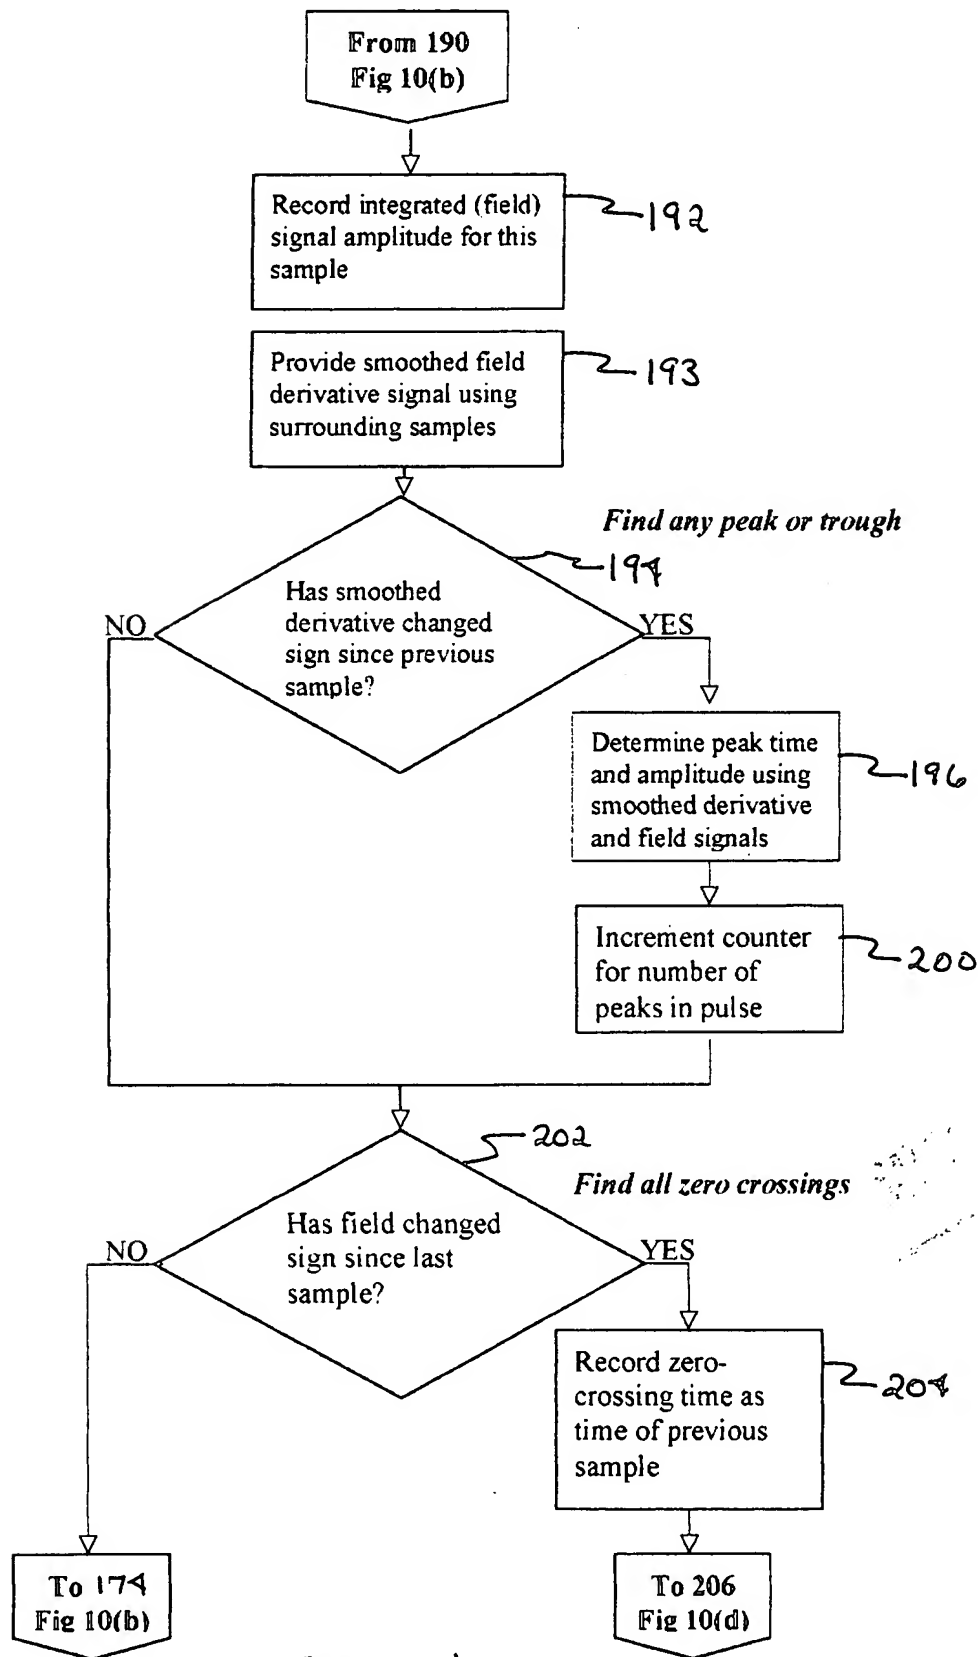 From 190
Fig 10(b)
Record integrated (field)
signal amplitude for this
sample
192
Provide smoothed field
derivative signal using
surrounding samples
193
Find any peak or trough
194
Has smoothed
derivative changed
sign since previous
sample?
NO
YES
Determine peak time
and amplitude using
smoothed derivative
and field signals
196
Increment counter
for number of
peaks in pulse
200
202
Find all zero crossings
Has field changed
sign since last
sample?
NO
YES
Record zero-
crossing time as
time of previous
sample
204
To 174
Fig 10(b)
To 206
Fig 10(d)